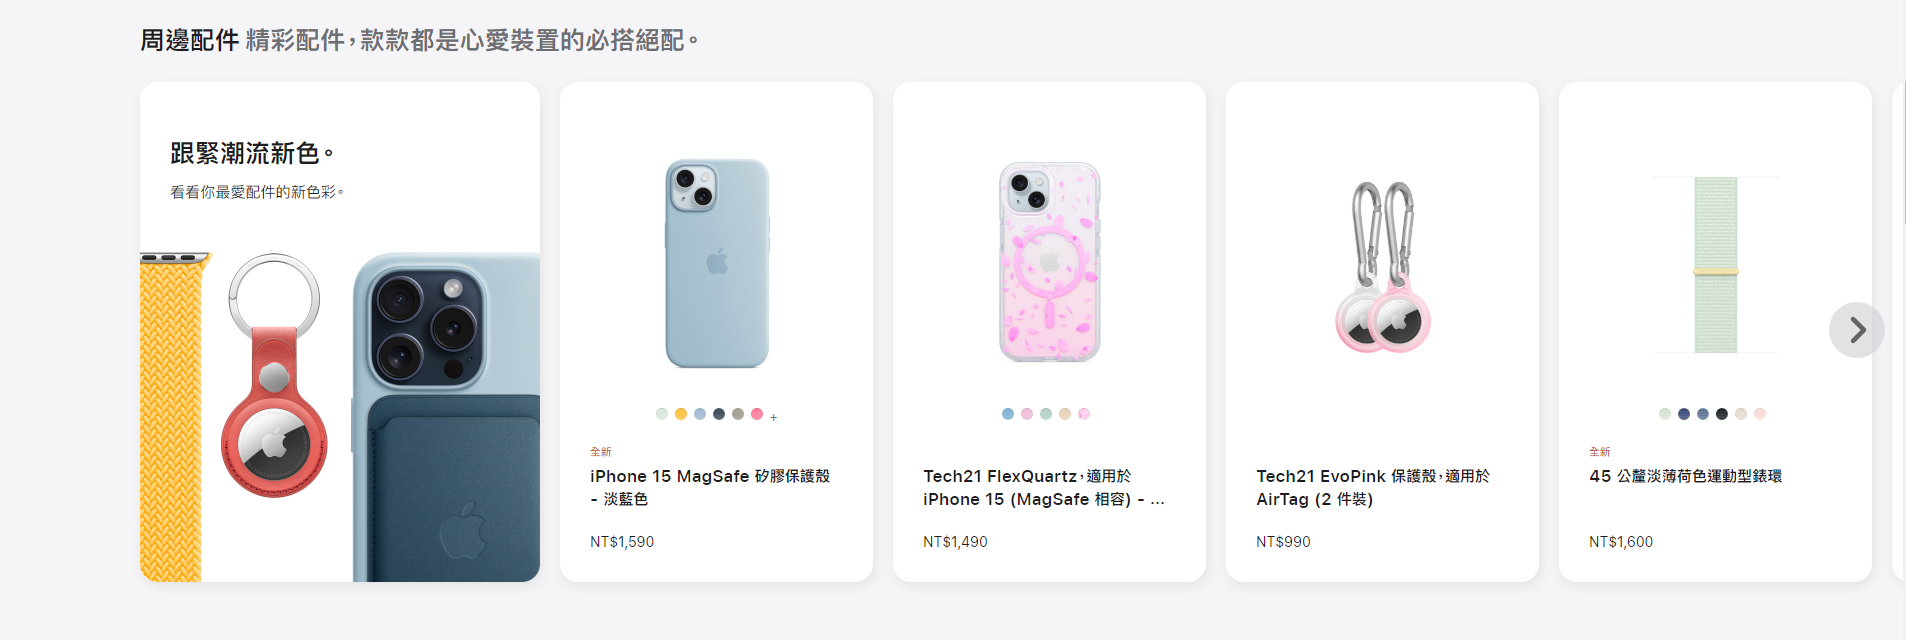 周邊配件 精彩配件，款款都是心愛裝置的必搭絕配。
跟緊潮流新色。
看看你最愛配件的新色彩。
+
全新
iPhone 15 MagSafe 矽膠保護殼
- 淡藍色
NT$1,590
Tech21 FlexQuartz，適用於
iPhone 15 (MagSafe 相容) - ...
NT$1,490
Tech21 EvoPink 保護殼，適用於
AirTag (2 件裝)
NT$990
全新
45 公釐淡薄荷色運動型錶環
NT$1,600